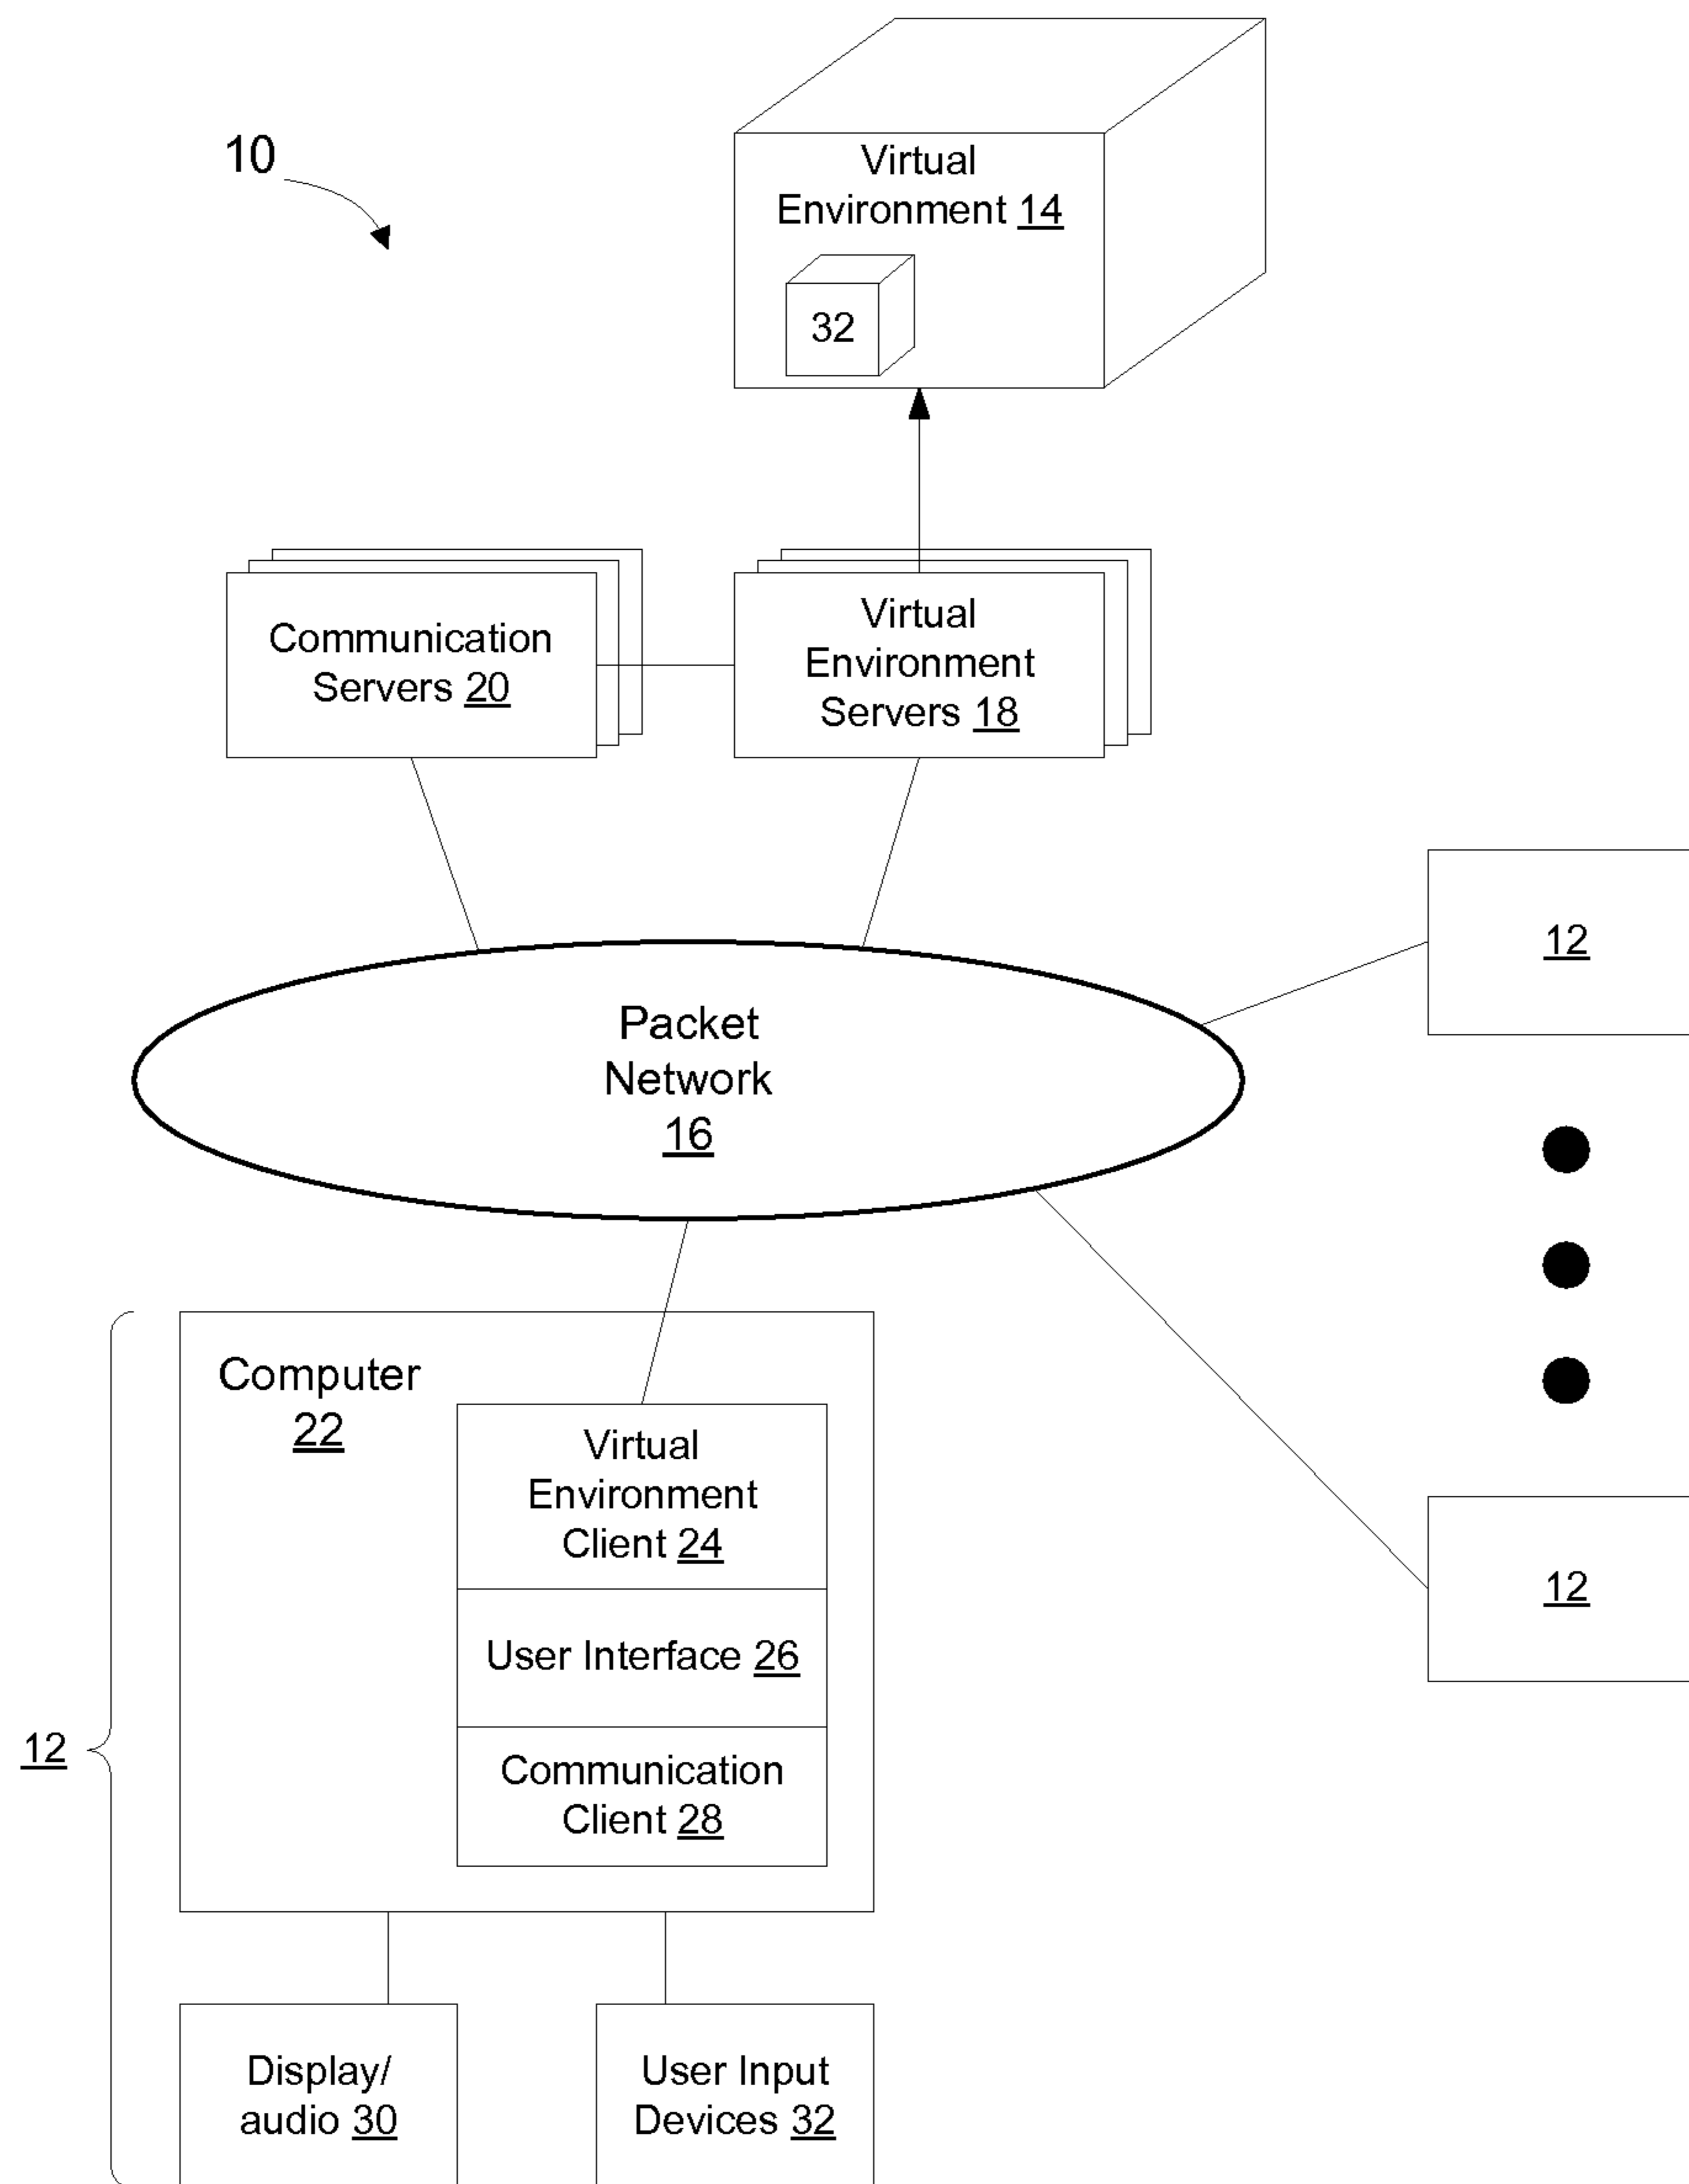 10
Virtual
Environment 14
32
Communication
Servers 20
Virtual
Environment
Servers 18
12
Packet
Network
16
Computer
22
Virtual
Environment
Client 24
12
User Interface 26
12
Communication
Client 28
Display/
audio 30
User Input
Devices 32